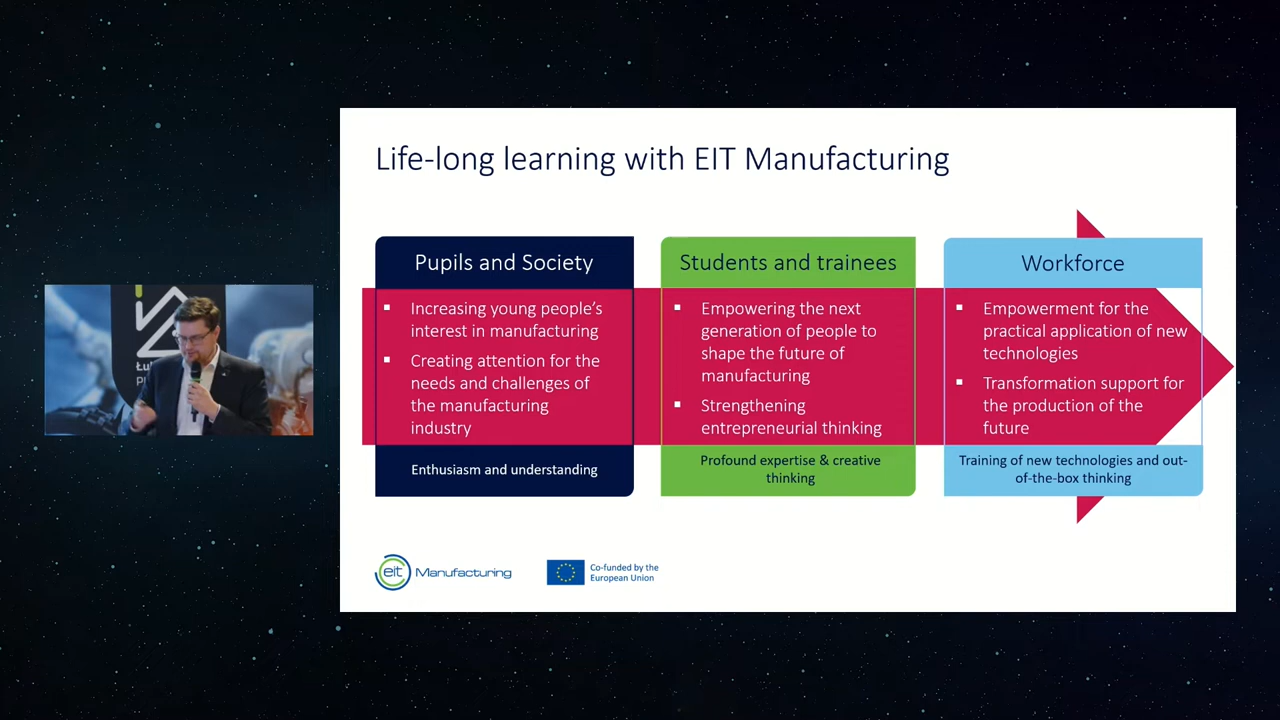 Life-long learning with EIT Manufacturing
Pupils and Society
▪ Increasing young people's
interest in manufacturing
▪ Creating attention for the
needs and challenges of
the manufacturing
industry
Enthusiasm and understanding
Students and trainees
▪ Empowering the next
generation of people to
shape the future of
manufacturing
▪ Strengthening
entrepreneurial thinking
Profound expertise & creative
thinking
Workforce
▪ Empowerment for the
practical application of new
technologies
▪ Transformation support for
the production of the
future
Training of new technologies and out-
of-the-box thinking
eit Manufacturing
Co-funded by the
European Union